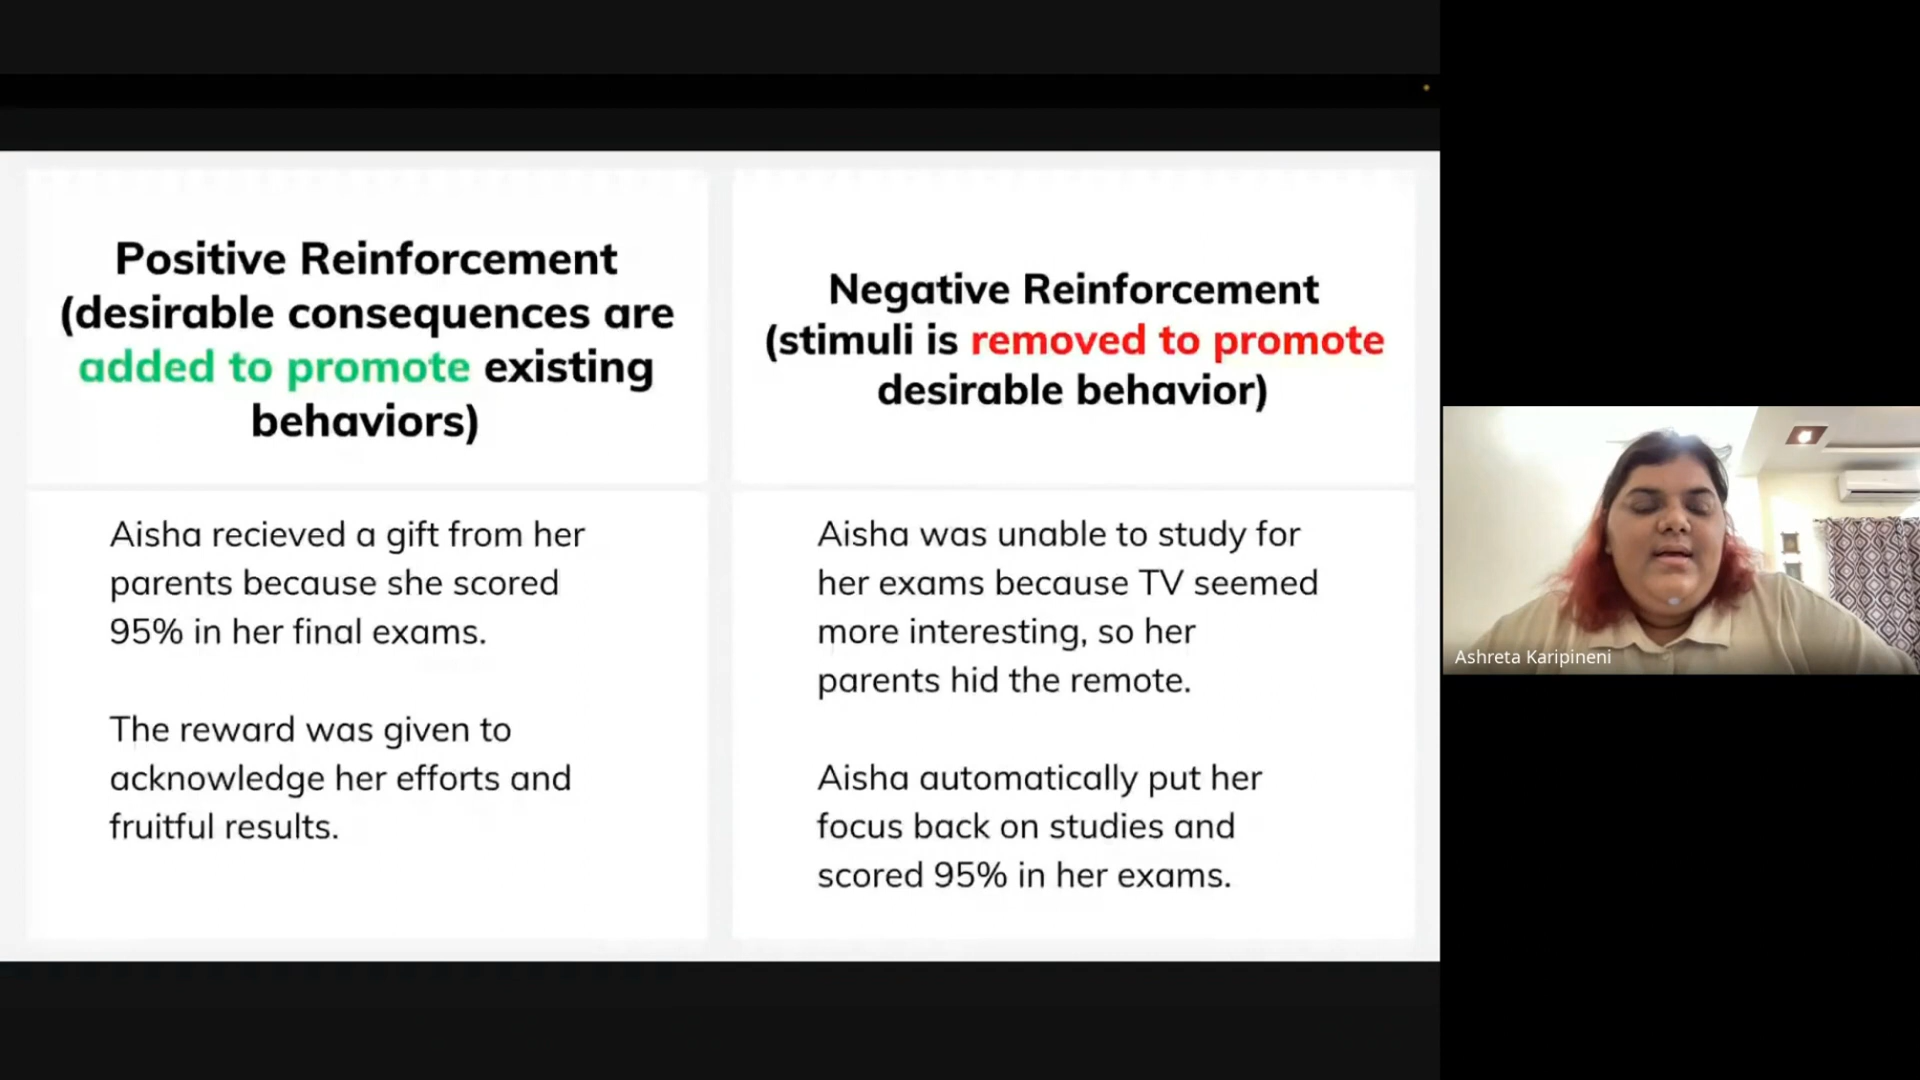 Positive Reinforcement
(desirable consequences are
added to promote existing
behaviors)
Negative Reinforcement
(stimuli is removed to promote
desirable behavior)
Aisha recieved a gift from her
parents because she scored
95% in her final exams.
The reward was given to
acknowledge her efforts and
fruitful results.
Aisha was unable to study for
her exams because TV seemed
more interesting, so her
parents hid the remote.
Aisha automatically put her
focus back on studies and
scored 95% in her exams.
Ashreta Karipineni